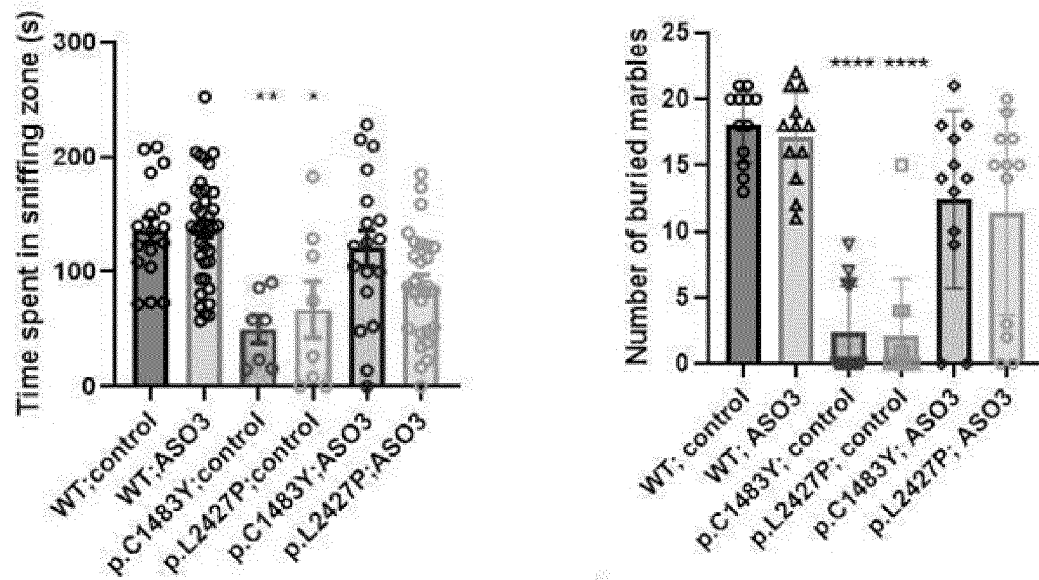 Time spent in sniffing zone (s)
300
200
100
0
** *
WT;control
WT;ASO3
p.C1483Y;control
p.L2427P;control
p.C1483Y;ASO3
p.L2427P;ASO3
Number of buried marbles
25
20
15
10
5
0
**** ****
WT; control
WT; ASO3
p.C1483Y; control
p.L2427P; control
p.C1483Y; ASO3
p.L2427P; ASO3